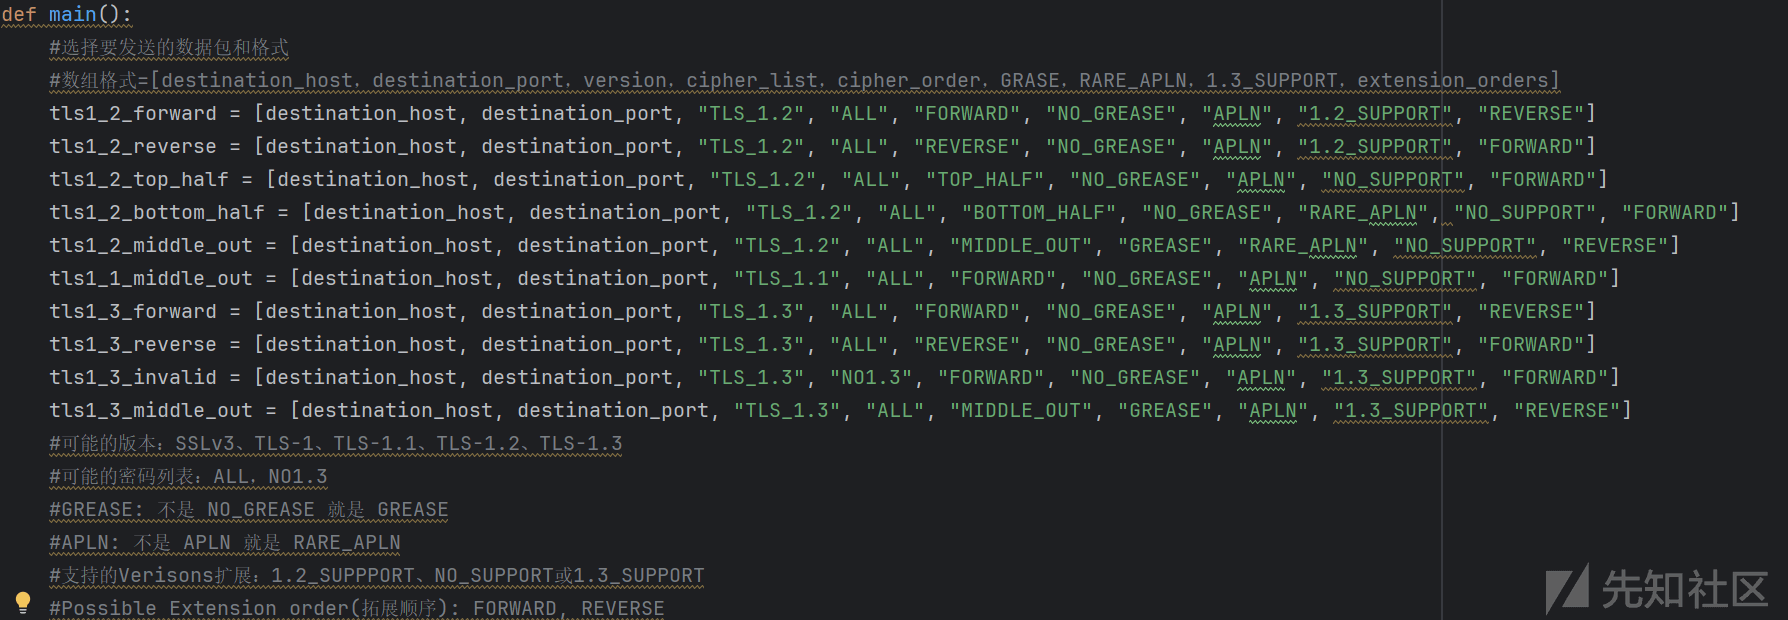 def main():
#选择要发送的数据包和格式
#数组格式=[destination_host，destination_port，version，cipher_list，cipher_order，GRASE，RARE_APLN，1.3_SUPPORT，extension_orders]
tls1_2_forward = [destination_host, destination_port, "TLS_1.2", "ALL", "FORWARD", "NO_GREASE", "APLN", "1.2_SUPPORT", "REVERSE"]
tls1_2_reverse = [destination_host, destination_port, "TLS_1.2", "ALL", "REVERSE", "NO_GREASE", "APLN", "1.2_SUPPORT", "FORWARD"]
tls1_2_top_half = [destination_host, destination_port, "TLS_1.2", "ALL", "TOP_HALF", "NO_GREASE", "APLN", "NO_SUPPORT", "FORWARD"]
tls1_2_bottom_half = [destination_host, destination_port, "TLS_1.2", "ALL", "BOTTOM_HALF", "NO_GREASE", "RARE_APLN", "NO_SUPPORT", "FORWARD"]
tls1_2_middle_out = [destination_host, destination_port, "TLS_1.2", "ALL", "MIDDLE_OUT", "GREASE", "RARE_APLN", "NO_SUPPORT", "REVERSE"]
tls1_1_middle_out = [destination_host, destination_port, "TLS_1.1", "ALL", "FORWARD", "NO_GREASE", "APLN", "NO_SUPPORT", "FORWARD"]
tls1_3_forward = [destination_host, destination_port, "TLS_1.3", "ALL", "FORWARD", "NO_GREASE", "APLN", "1.3_SUPPORT", "REVERSE"]
tls1_3_reverse = [destination_host, destination_port, "TLS_1.3", "ALL", "REVERSE", "NO_GREASE", "APLN", "1.3_SUPPORT", "FORWARD"]
tls1_3_invalid = [destination_host, destination_port, "TLS_1.3", "NO1.3", "FORWARD", "NO_GREASE", "APLN", "1.3_SUPPORT", "FORWARD"]
tls1_3_middle_out = [destination_host, destination_port, "TLS_1.3", "ALL", "MIDDLE_OUT", "GREASE", "APLN", "1.3_SUPPORT", "REVERSE"]
#可能的版本：SSLv3、TLS-1、TLS-1.1、TLS-1.2、TLS-1.3
#可能的密码列表：ALL，NO1.3
#GREASE: 不是 NO_GREASE 就是 GREASE
#APLN: 不是 APLN 就是 RARE_APLN
#支持的Verisons扩展：1.2_SUPPPORT、NO_SUPPORT或1.3_SUPPORT
#Possible Extension order(拓展顺序): FORWARD, REVERSE
先知社区